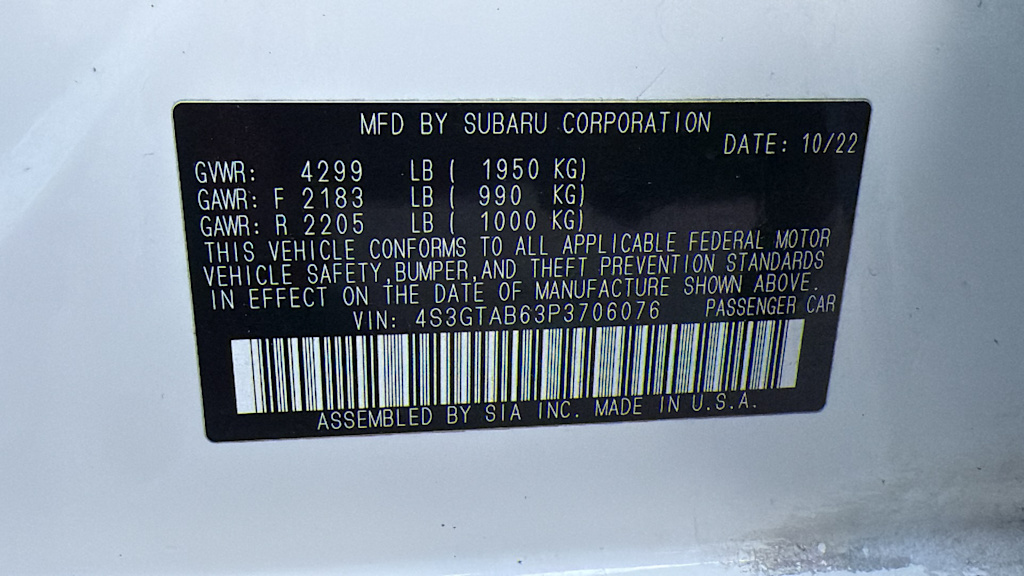 MFD BY SUBARU CORPORATION
DATE: 10/22
GVWR: 4299 LB ( 1950 KG)
GAWR: F 2183 LB ( 990 KG)
GAWR: R 2205 LB ( 1000 KG)
THIS VEHICLE CONFORMS TO ALL APPLICABLE FEDERAL MOTOR
VEHICLE SAFETY,BUMPER,AND THEFT PREVENTION STANDARDS
IN EFFECT ON THE DATE OF MANUFACTURE SHOWN ABOVE.
VIN: 4S3GTAB63P3706076 PASSENGER CAR
ASSEMBLED BY SIA INC. MADE IN U.S.A.